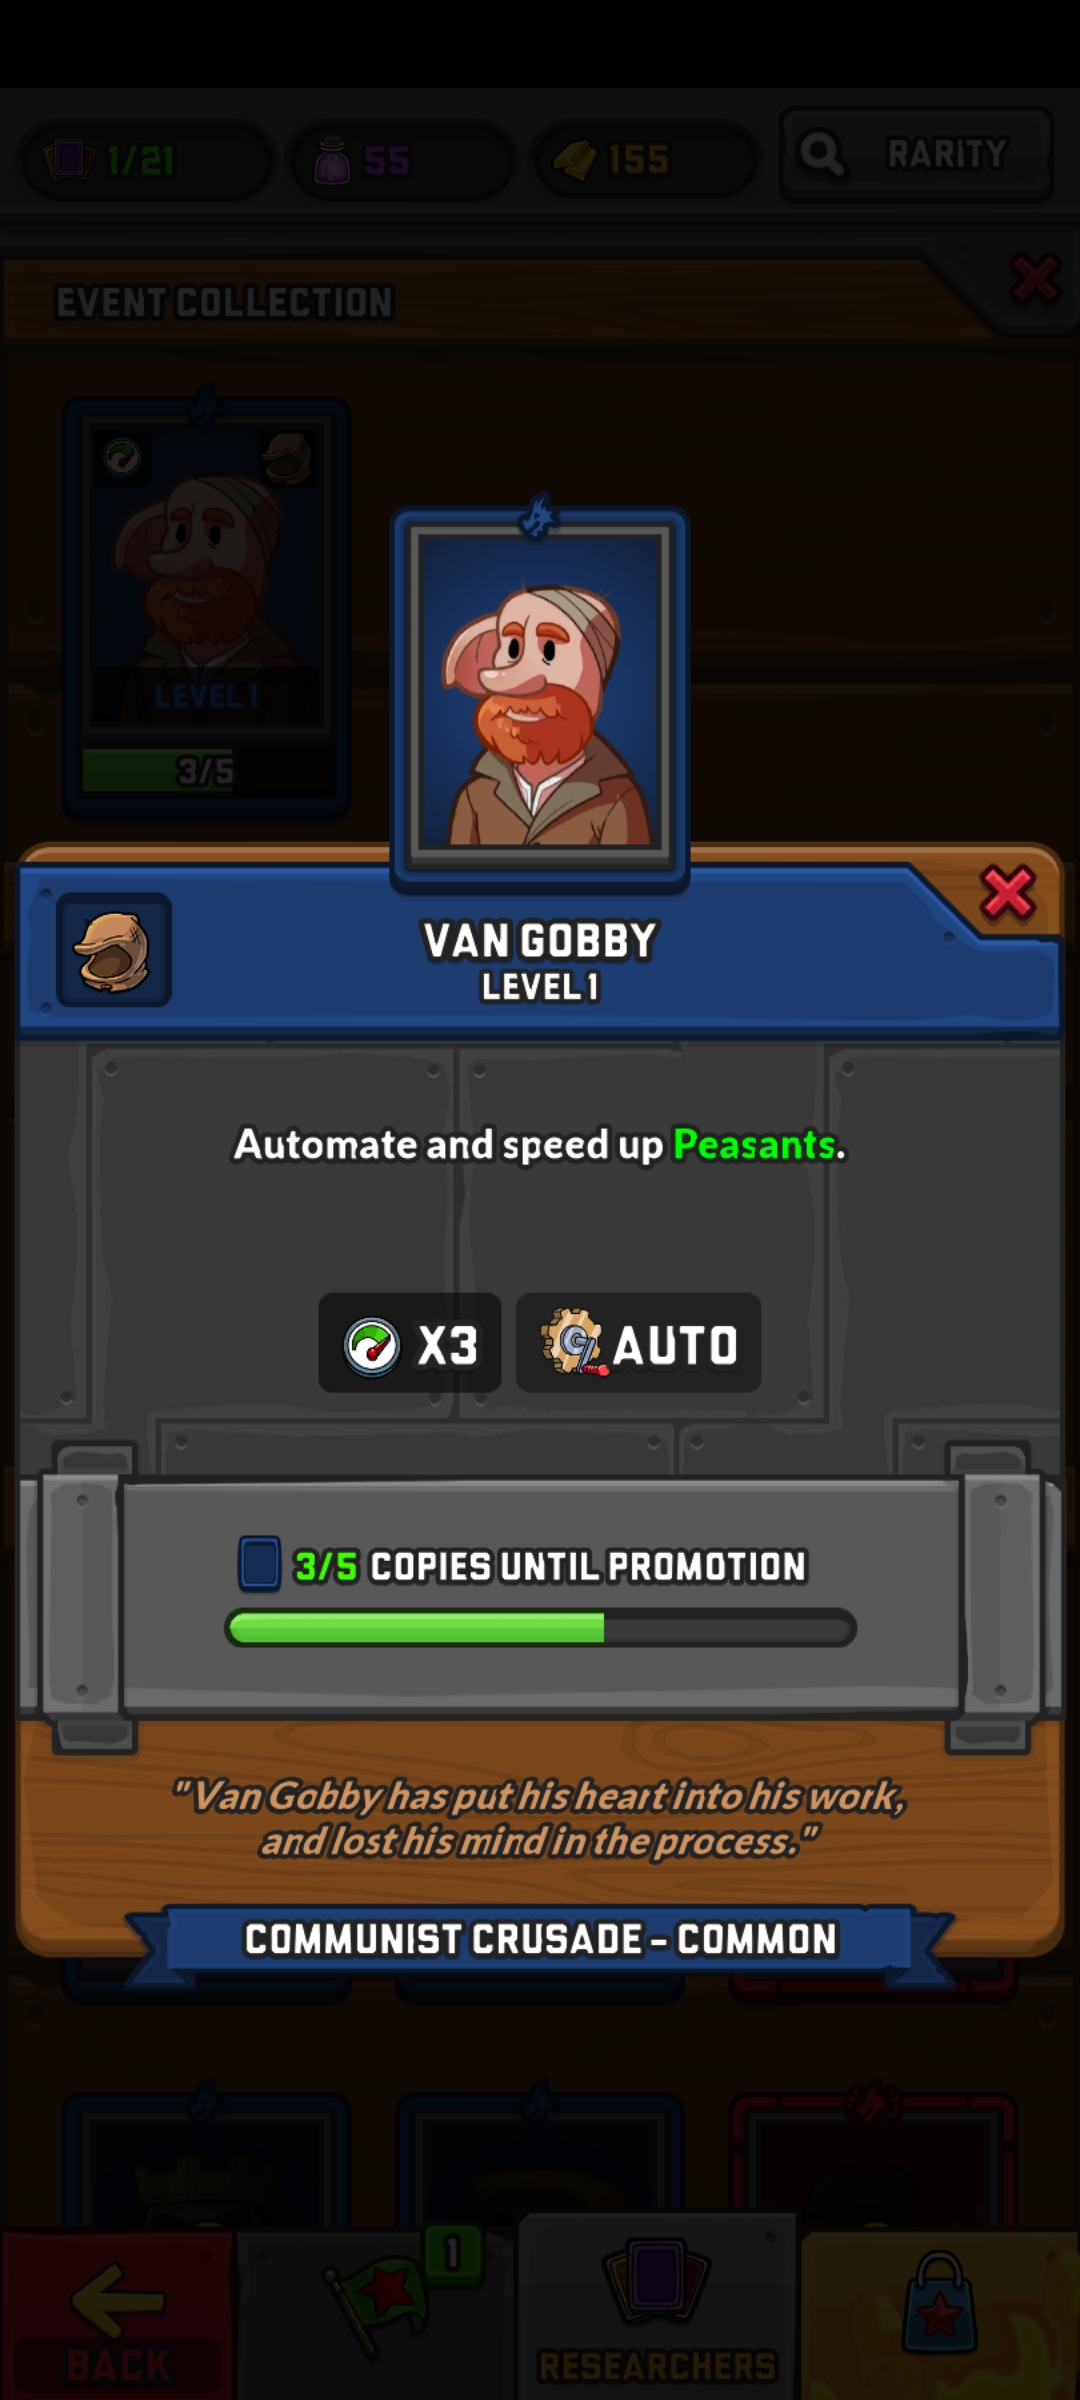 1/21
55
155
RARITY
EVENT COLLECTION
LEVEL 1
3/5
VAN GOBBY
LEVEL 1
Automate and speed up Peasants.
X3
AUTO
3/5 COPIES UNTIL PROMOTION
"Van Gobby has put his heart into his work,
and lost his mind in the process."
COMMUNIST CRUSADE - COMMON
1
BACK
RESEARCHERS